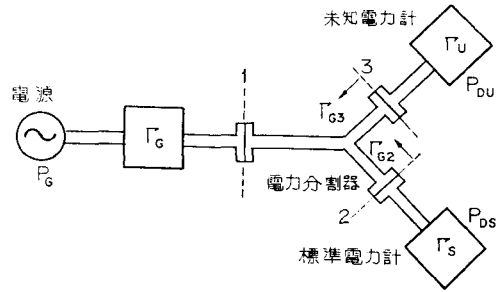 未知電力計
Γ_U
P_DU
1
3
Γ_G3
電源
Γ_G
P_G
Γ_G2
電力分割器
2
P_DS
Γ_S
標準電力計